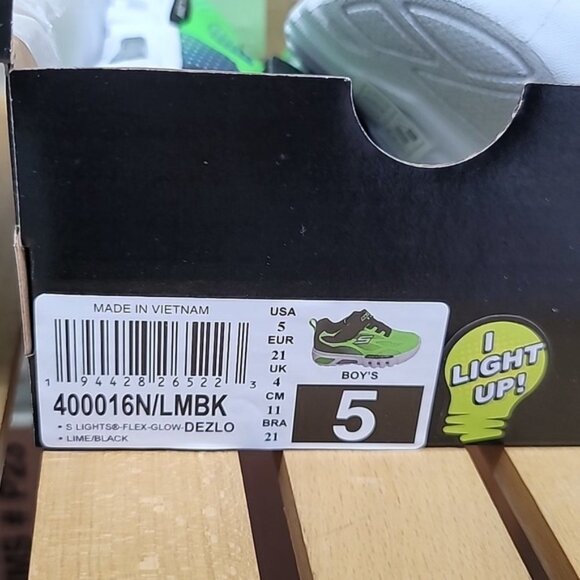 MADE IN VIETNAM
1 94428 26522 3
400016N/LMBK
• S LIGHTS®-FLEX-GLOW-DEZLO
• LIME/BLACK
USA
5
EUR
21
UK
4
CM
11
BRA
21
S
BOY'S
5
I
LIGHT
UP!